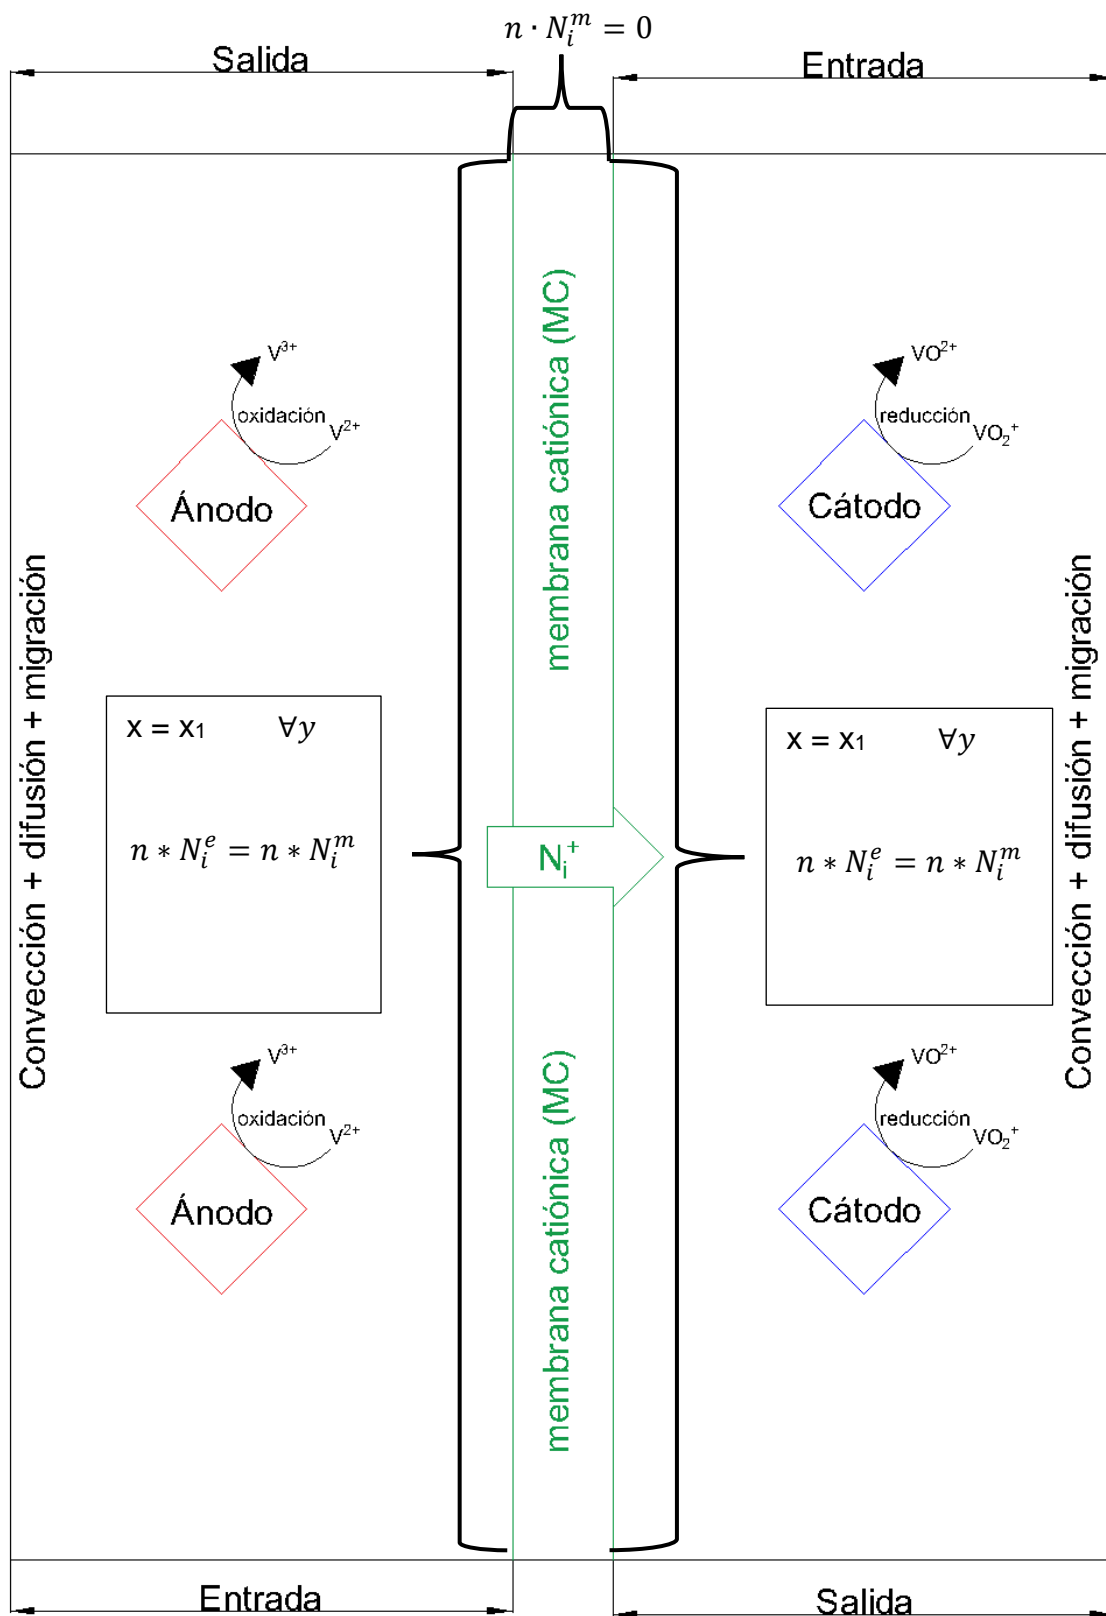 n · N_i^m = 0
Salida
Entrada
membrana catiónica (MC)
V³⁺
oxidación
V²⁺
Ánodo
VO²⁺
reducción
VO₂⁺
Cátodo
Convección + difusión + migración
x = x₁ ∀y
n * N_i^e = n * N_i^m
N_i^+
x = x₁ ∀y
n * N_i^e = n * N_i^m
Convección + difusión + migración
V³⁺
oxidación
V²⁺
Ánodo
membrana catiónica (MC)
VO²⁺
reducción
VO₂⁺
Cátodo
Entrada
Salida